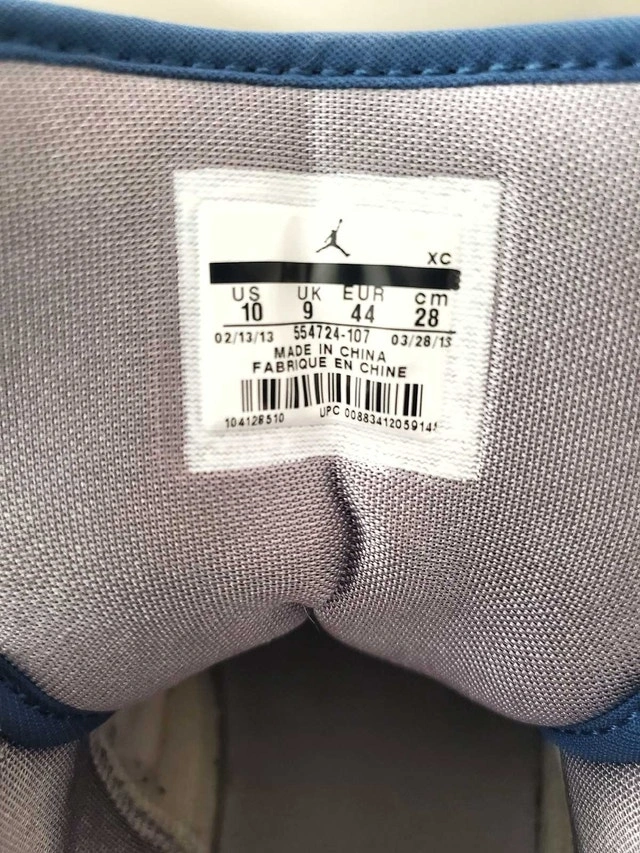 XC
US UK EUR cm
10 9 44 28
02/13/13 554724-107 03/28/13
MADE IN CHINA
FABRIQUE EN CHINE
104128510 UPC 00883412059145